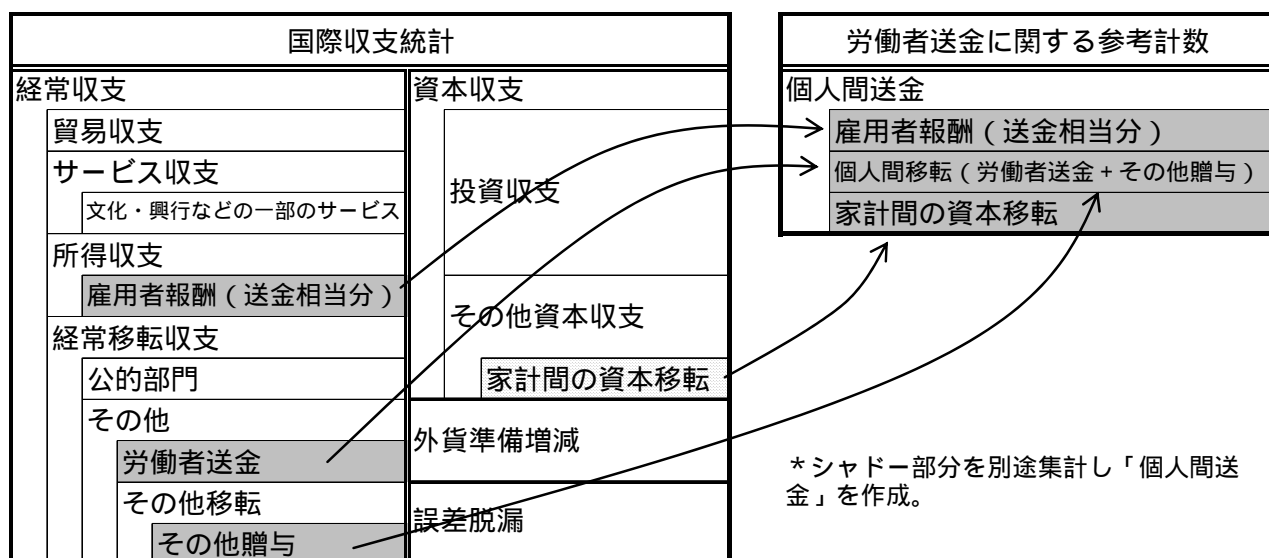 国際収支統計
経常収支
貿易収支
サービス収支
文化・興行などの一部のサービス
所得収支
雇用者報酬(送金相当分)
経常移転収支
公的部門
その他
労働者送金
その他移転
その他贈与
資本収支
投資収支
その他資本収支
家計間の資本移転
外貨準備増減
誤差脱漏
労働者送金に関する参考計数
個人間送金
雇用者報酬(送金相当分)
個人間移転(労働者送金+その他贈与)
家計間の資本移転
*シャドー部分を別途集計し「個人間送
金」を作成。